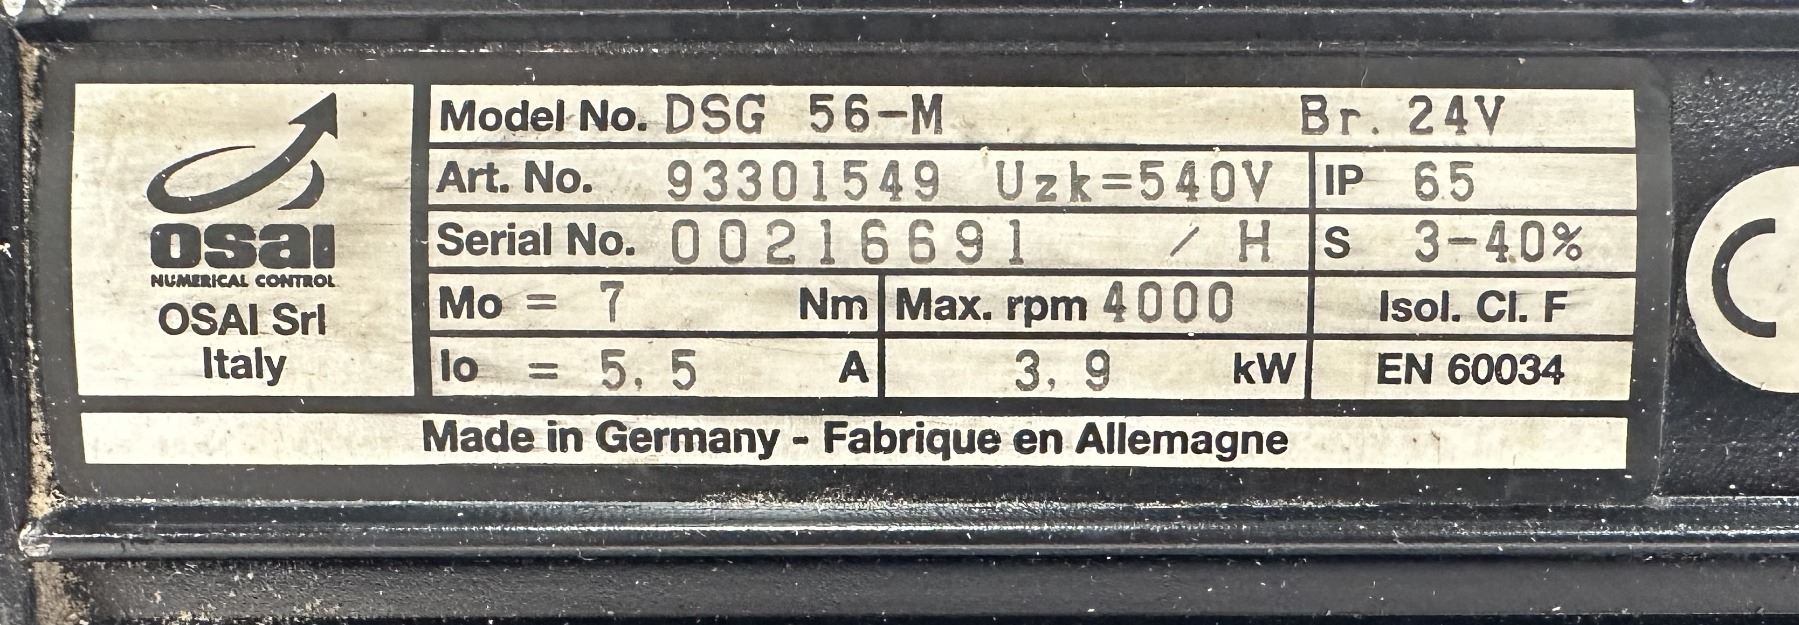 Model No. DSG 56-M Br. 24V
Art. No. 93301549 Uzk=540V IP 65
Serial No. 00216691 / H S 3-40%
Mo = 7 Nm Max. rpm 4000 Isol. Cl. F
Io = 5,5 A 3,9 kW EN 60034
osai
NUMERICAL CONTROL
OSAI Srl
Italy
Made in Germany - Fabrique en Allemagne
C